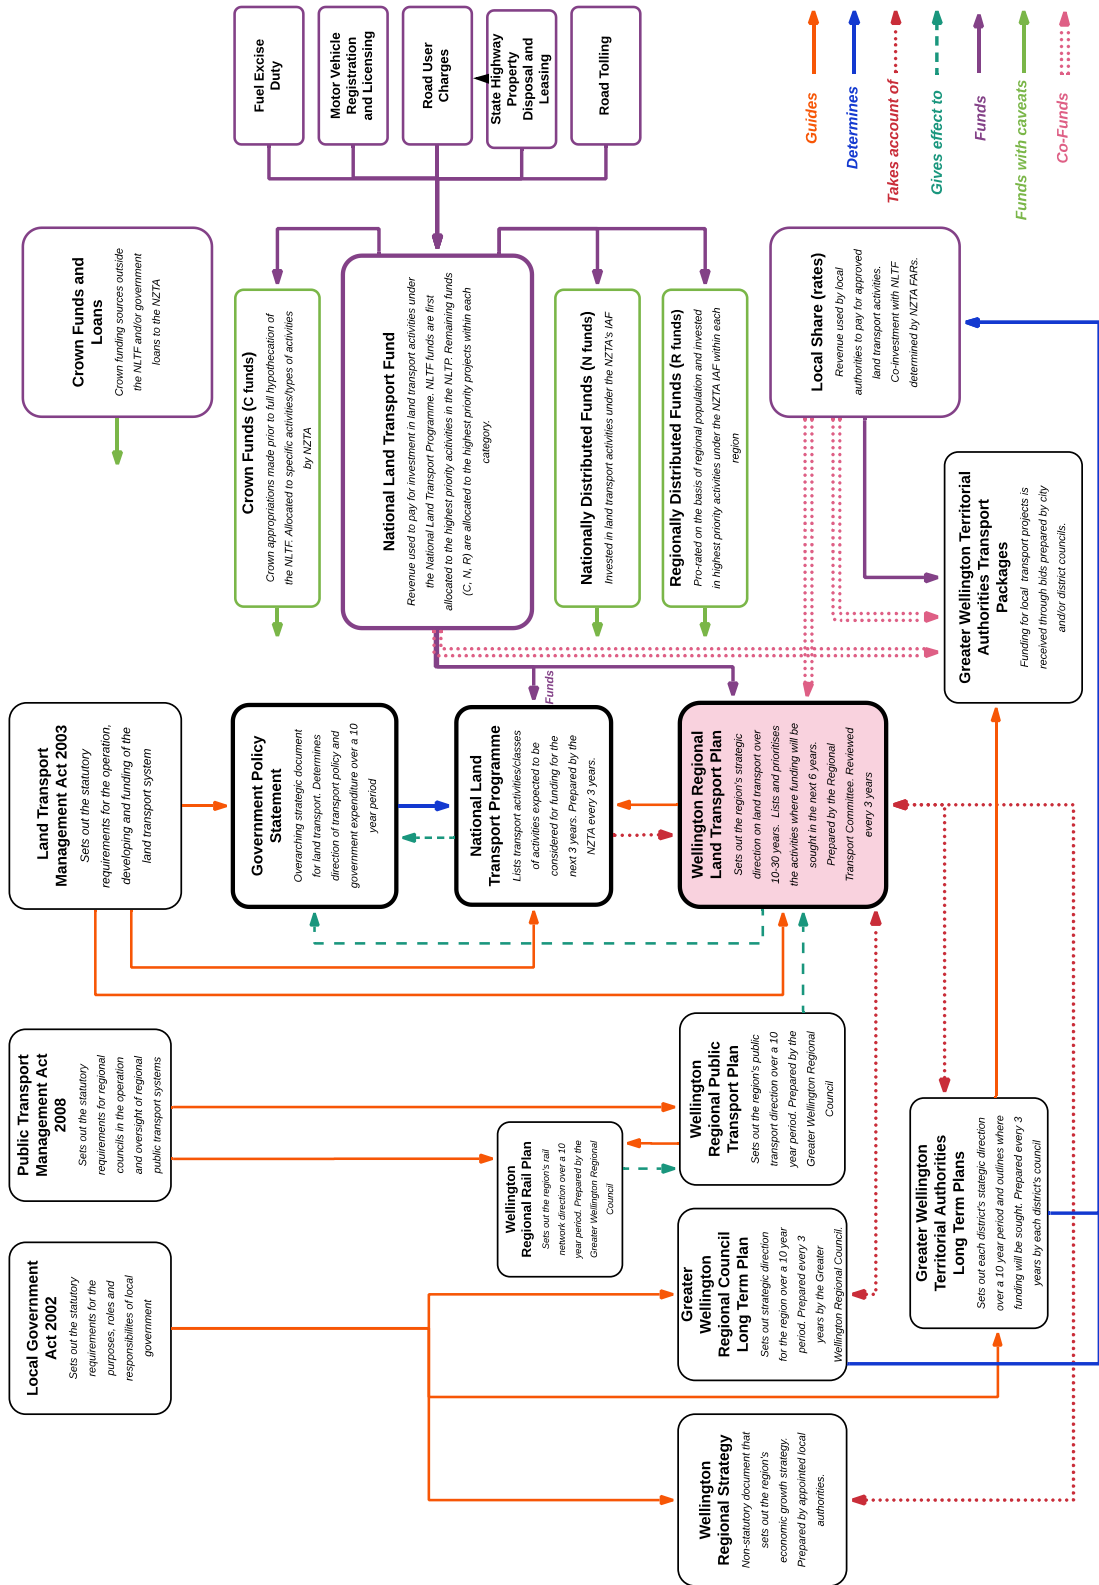 Local Government
Act 2002
Sets out the statutory
requirements for the
purposes, roles and
responsibilites of local
government
Public Transport
Management Act
2008
Sets out the statutory
requirements for regional
councils in the operation
and oversight of regional
public transport systems
Land Transport
Management Act 2003
Sets out the statutory
requirements for the operation,
developing and funding of the
land transport system
Crown Funds and
Loans
Crown funding sources outside
the NLTF and/or government
loans to the NZTA
Government Policy
Statement
Overarching strategic document
for land transport. Determines
direction of transport policy and
government expenditure over a 10
year period
Crown Funds (C funds)
Crown appropriations made prior to full hypothecation of
the NLTF. Allocated to specific activities/types of activities
by NZTA
Fuel Excise
Duty
Motor Vehicle
Registration
and Licensing
Road User
Charges
State Highway
Property
Disposal and
Leasing
Road Tolling
National Land Transport Fund
Revenue used to pay for investment in land transport activities under
the National Land Transport Programme. NLTF funds are first
allocated to the highest priority acitivities in the NLTP. Remaining funds
(C, N, R) are allocated to the highest priority projects within each
category.
Wellington
Regional Rail Plan
Sets out the region's rail
network direction over a 10
year period. Prepared by the
Greater Wellington Regional
Council
National Land
Transport Programme
Lists transport activities/classes
of activities expected to be
considered for funding for the
next 3 years. Prepared by the
NZTA every 3 years.
Funds
Nationally Distributed Funds (N funds)
Invested in land transport activities under the NZTA's IAF
Regionally Distributed Funds (R funds)
Pro-rated on the basis of regional population and invested
in highest priority activities under the NZTA IAF within each
region
Wellington
Regional Strategy
Non-statutory document that
sets out the region's
economic growth strategy.
Prepared by appointed local
authorities.
Greater
Wellington
Regional Council
Long Term Plan
Sets out strategic direction
for the region over a 10 year
period. Prepared every 3
years by the Greater
Wellington Regional Council.
Wellington
Regional Public
Transport Plan
Sets out the region's public
transport direction over a 10
year period. Prepared by the
Greater Wellington Regional
Council
Wellington Regional
Land Transport Plan
Sets out the region's strategic
direction on land transport over
10-30 years. Lists and prioritises
the activities where funding will be
sought in the next 6 years.
Prepared by the Regional
Transport Committee. Reviewed
every 3 years
Local Share (rates)
Revenue used by local
authorities to pay for approved
land transport activities.
Co-investment with NLTF
determined by NZTA FARs.
Greater Wellington
Territorial Authorities
Long Term Plans
Sets out each district's stategic direction
over a 10 year period and outlines where
funding will be sought. Prepared every 3
years by each district's council
Greater Wellington Territorial
Authorities Transport
Packages
Funding for local transport projects is
received through bids prepared by city
and/or district councils.
Guides
Determines
Takes account of
Gives effect to
Funds
Funds with caveats
Co-Funds